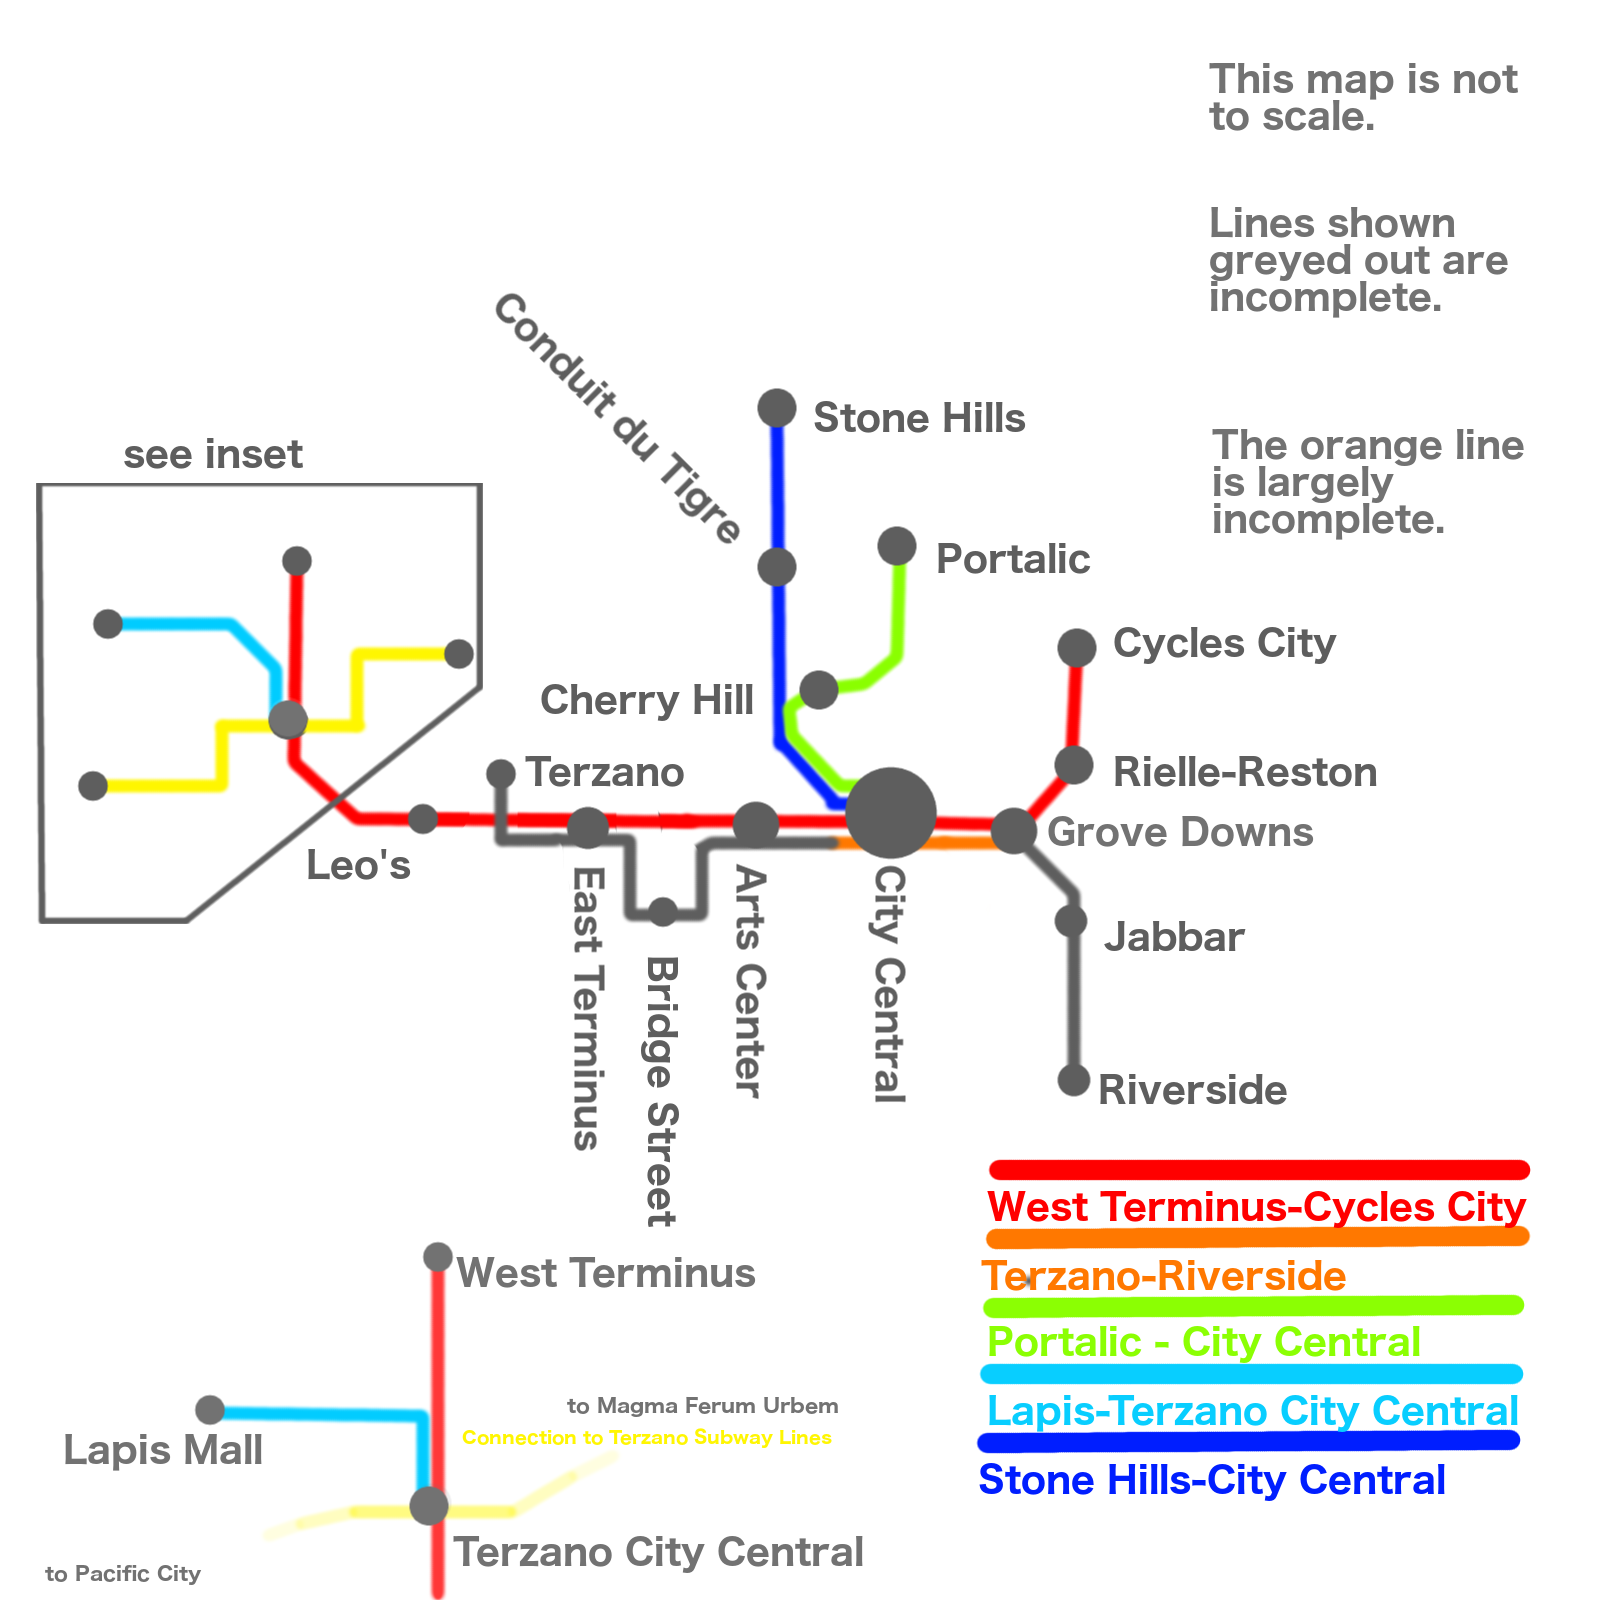 This map is not
to scale.
Lines shown
greyed out are
incomplete.
Conduit du Tigre
Stone Hills
The orange line
is largely
incomplete.
see inset
Portalic
Cycles City
Cherry Hill
Terzano
Rielle-Reston
Grove Downs
Leo's
East Terminus
Bridge Street
Arts Center
City Central
Jabbar
Riverside
West Terminus-Cycles City
Terzano-Riverside
Portalic - City Central
Lapis-Terzano City Central
Stone Hills-City Central
West Terminus
to Magma Ferum Urbem
Connection to Terzano Subway Lines
Lapis Mall
Terzano City Central
to Pacific City